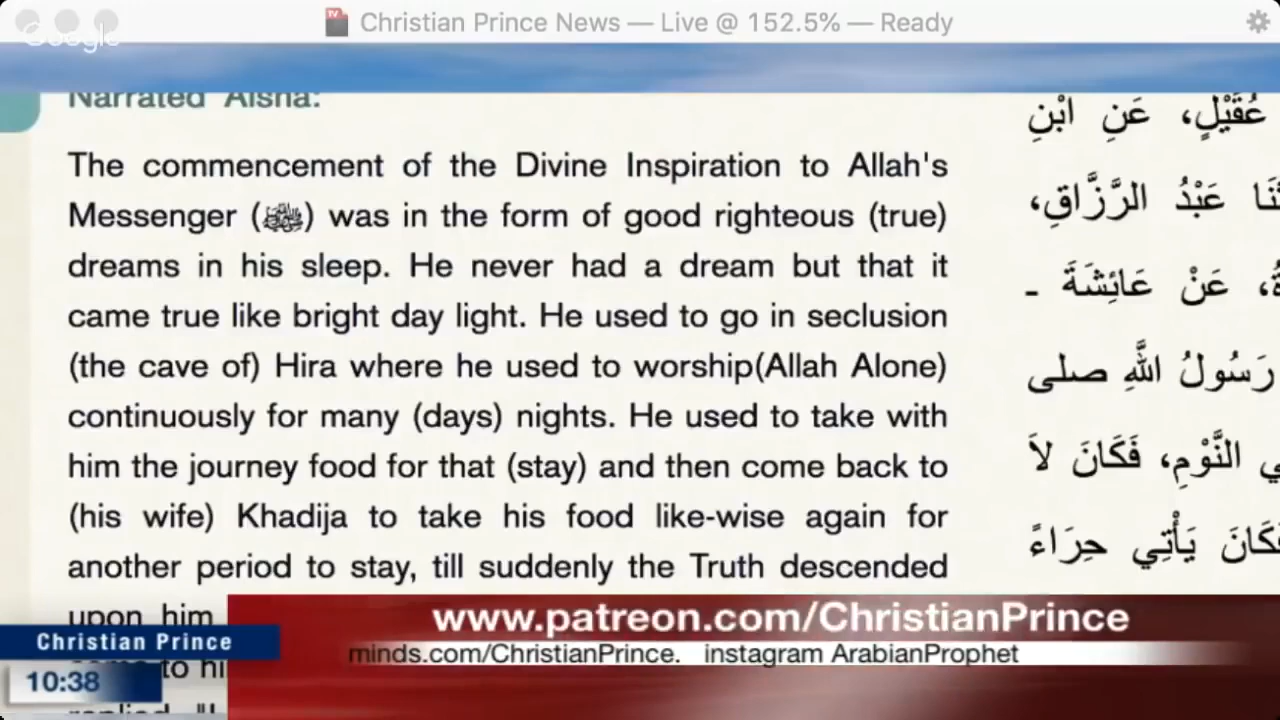 Christian Prince News — Live @ 152.5% — Ready
Google
Narrated `Aisha:
The commencement of the Divine Inspiration to Allah's
Messenger (ﷺ) was in the form of good righteous (true)
dreams in his sleep. He never had a dream but that it
came true like bright day light. He used to go in seclusion
(the cave of) Hira where he used to worship(Allah Alone)
continuously for many (days) nights. He used to take with
him the journey food for that (stay) and then come back to
(his wife) Khadija to take his food like-wise again for
another period to stay, till suddenly the Truth descended
upon him
to hi
عُقَيْلٍ، عَنِ ابْنِ
عَبْدُ الرَّزَّاقِ،
عَنْ عَائِشَةَ ـ
رَسُولُ اللَّهِ صلى
النَّوْمِ، فَكَانَ لاَ
يَأْتِي حِرَاءً
www.patreon.com/ChristianPrince
Christian Prince
minds.com/ChristianPrince. instagram ArabianProphet
10:38